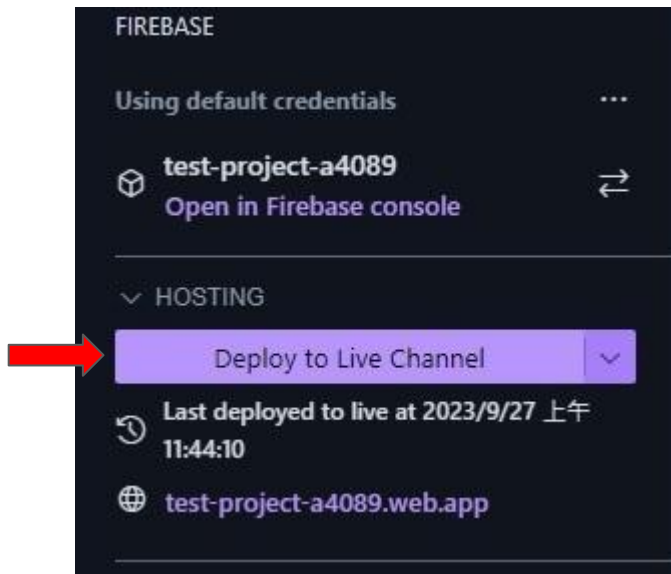 FIREBASE
Using default credentials
test-project-a4089
Open in Firebase console
HOSTING
Deploy to Live Channel
Last deployed to live at 2023/9/27 上午
11:44:10
test-project-a4089.web.app